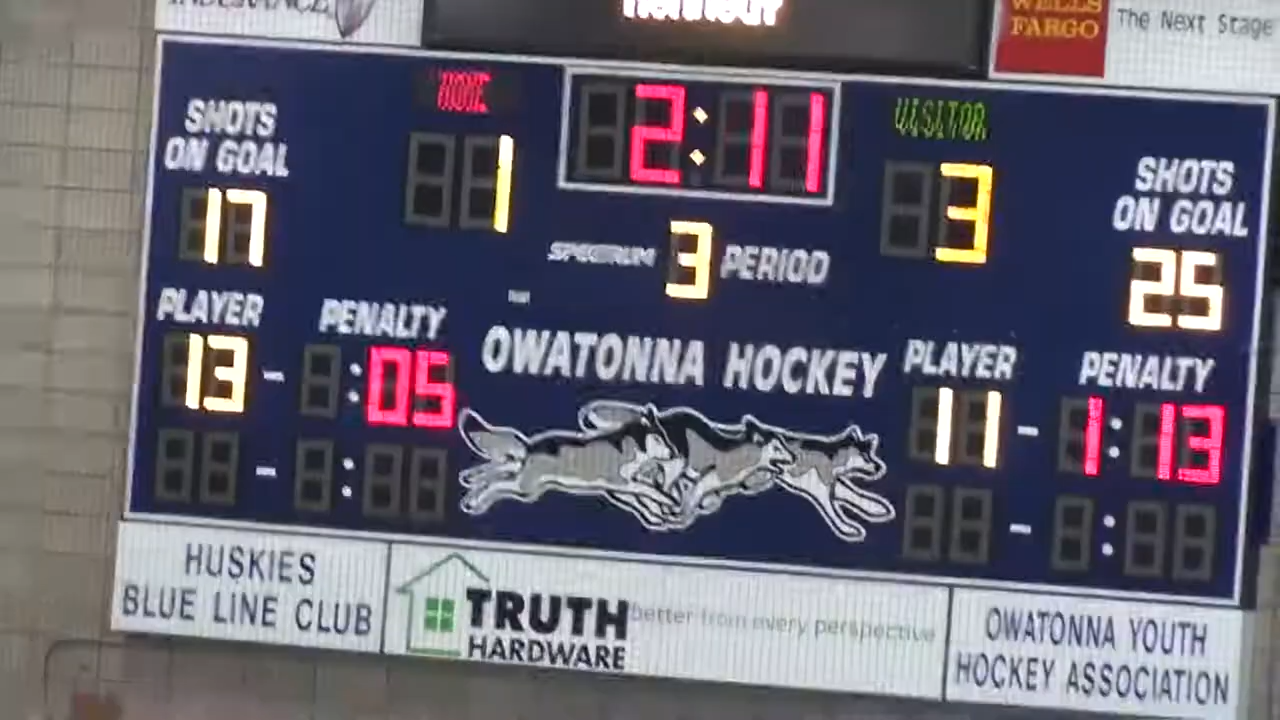 INSURANCE
WELLS
FARGO
The Next Stage
HOME
2:11
VISITOR
SHOTS
ON GOAL
17
1
3
SHOTS
ON GOAL
25
SPECTRUM 3 PERIOD
PLAYER PENALTY
13 - :05
OWATONNA HOCKEY
PLAYER PENALTY
11 - 1:13
HUSKIES
BLUE LINE CLUB
TRUTH
HARDWARE
better from every perspective
OWATONNA YOUTH
HOCKEY ASSOCIATION